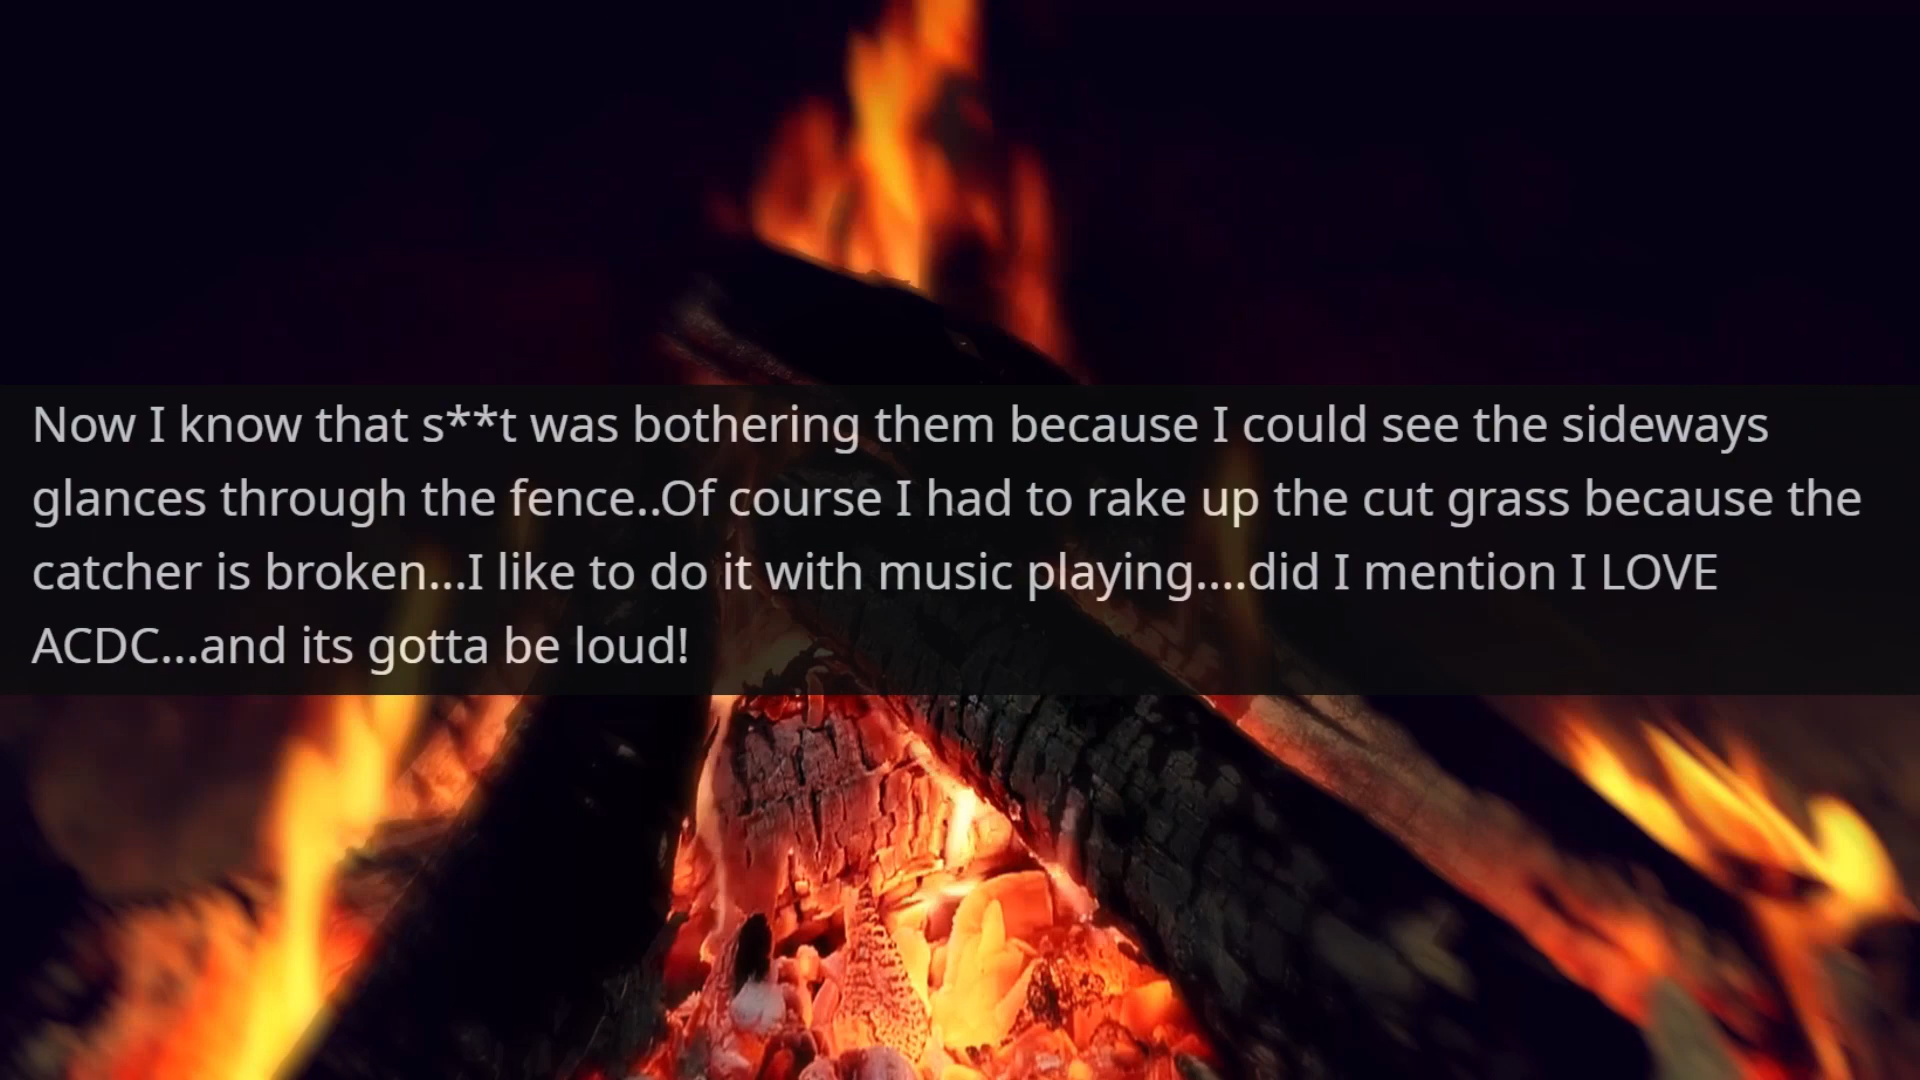 Now I know that s**t was bothering them because I could see the sideways
glances through the fence..Of course I had to rake up the cut grass because the
catcher is broken...I like to do it with music playing....did I mention I LOVE
ACDC...and its gotta be loud!